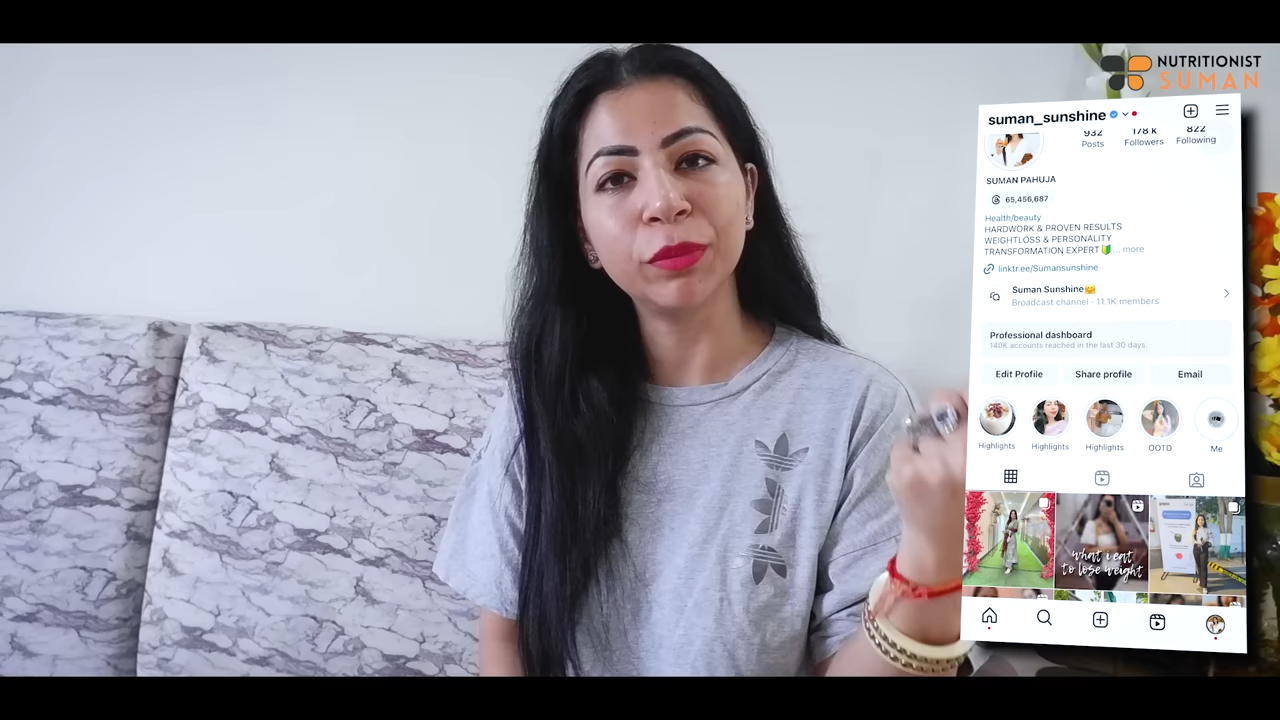 NUTRITIONIST
SUMAN
suman_sunshine
932
178 K
822
Posts
Followers
Following
SUMAN PAHUJA
65,456,687
Health/beauty
HARDWORK & PROVEN RESULTS
WEIGHTLOSS & PERSONALITY
TRANSFORMATION EXPERT🔰... more
linktr.ee/Sumansunshine
Suman Sunshine👑
Broadcast channel · 11.1K members
Professional dashboard
140K accounts reached in the last 30 days.
Edit Profile
Share profile
Email
Highlights
Highlights
Highlights
OOTD
Me
what i eat
to lose weight